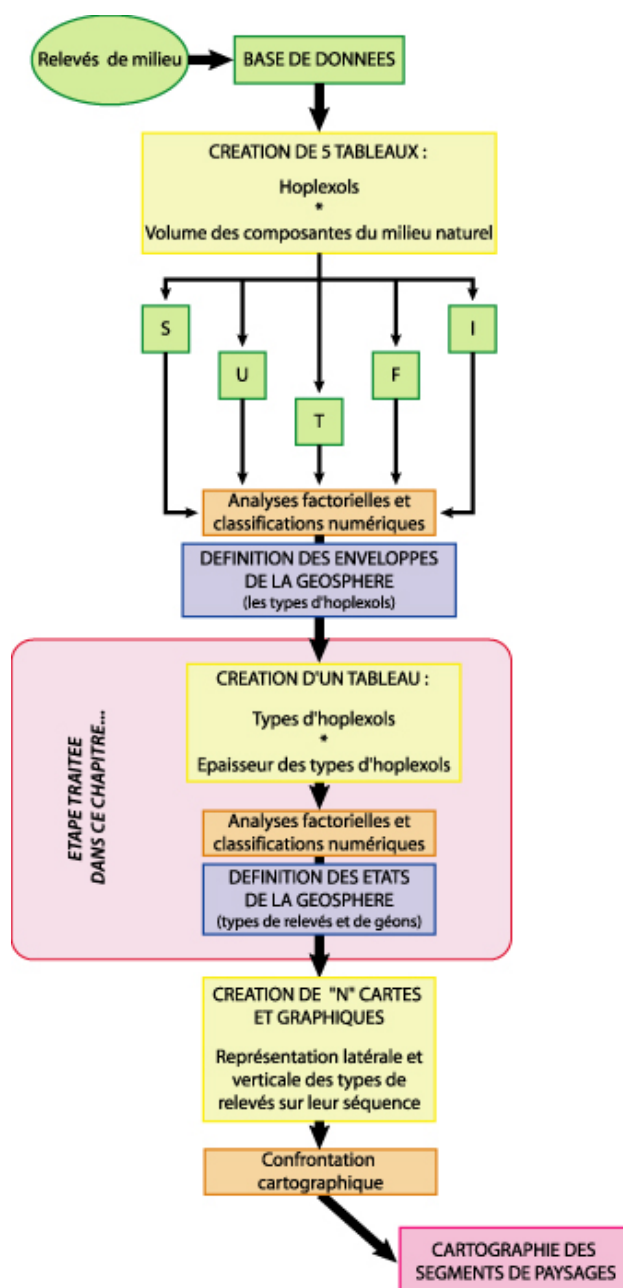 Relevés de milieu
BASE DE DONNEES
CREATION DE 5 TABLEAUX :
Hoplexols
*
Volume des composantes du milieu naturel
S
I
U
F
T
Analyses factorielles et
classifications numériques
DEFINITION DES ENVELOPPES
DE LA GEOSPHERE
(les types d'hoplexols)
ETAPE TRAITEE
DANS CE CHAPITRE...
CREATION D'UN TABLEAU :
Types d'hoplexols
*
Epaisseur des types d'hoplexols
Analyses factorielles et
classifications numériques
DEFINITION DES ETATS
DE LA GEOSPHERE
(types de relevés et de géons)
CREATION DE "N" CARTES
ET GRAPHIQUES
Représentation latérale et
verticale des types de
relevés sur leur séquence
Confrontation
cartographique
CARTOGRAPHIE DES
SEGMENTS DE PAYSAGES